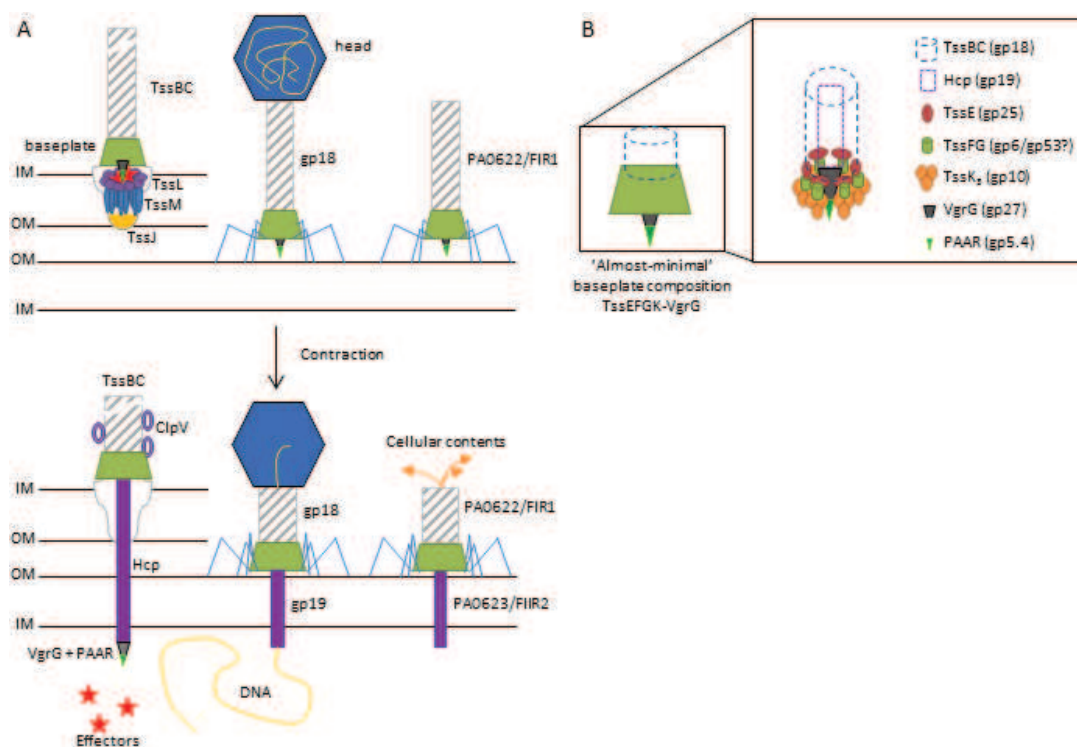 A
head
TssBC
baseplate
gp18
PA0622/FIR1
IM
TssL
TssM
OM
TssJ
OM
IM
Contraction
TssBC
ClpV
Cellular contents
IM
gp18
PA0622/FIR1
OM
Hcp
OM
gp19
PA0623/FIIR2
IM
VgrG + PAAR
DNA
Effectors
B
'Almost-minimal'
baseplate composition
TssEFGK-VgrG
TssBC (gp18)
Hcp (gp19)
TssE (gp25)
TssFG (gp6/gp53?)
TssK₃ (gp10)
VgrG (gp27)
PAAR (gp5.4)